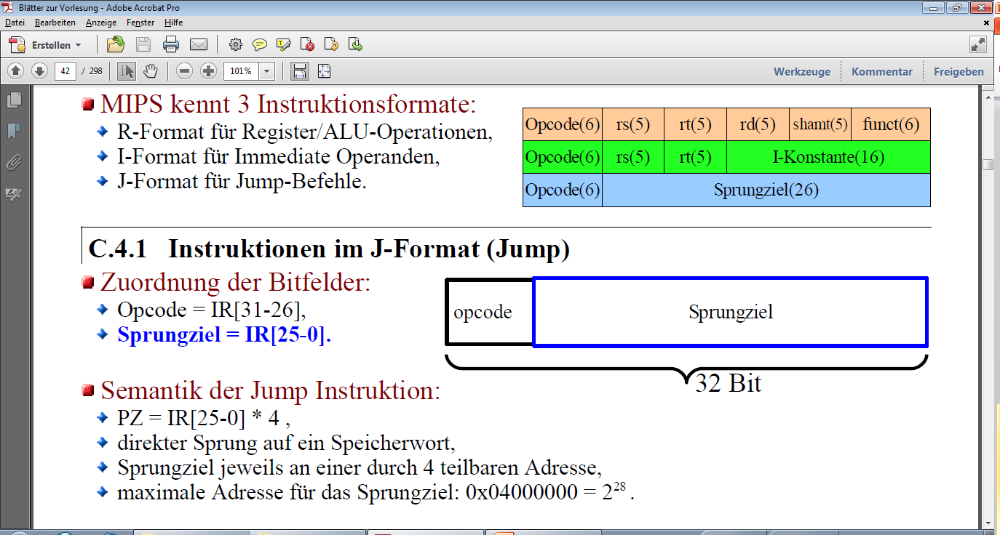 Blätter zur Vorlesung - Adobe Acrobat Pro
Datei Bearbeiten Anzeige Fenster Hilfe
Erstellen
42 / 298 101% Werkzeuge Kommentar Freigeben
MIPS kennt 3 Instruktionsformate:
R-Format für Register/ALU-Operationen,
I-Format für Immediate Operanden,
J-Format für Jump-Befehle.
Opcode(6) rs(5) rt(5) rd(5) shamt(5) funct(6)
Opcode(6) rs(5) rt(5) I-Konstante(16)
Opcode(6) Sprungziel(26)
C.4.1 Instruktionen im J-Format (Jump)
Zuordnung der Bitfelder:
Opcode = IR[31-26],
Sprungziel = IR[25-0].
opcode Sprungziel
32 Bit
Semantik der Jump Instruktion:
PZ = IR[25-0] * 4 ,
direkter Sprung auf ein Speicherwort,
Sprungziel jeweils an einer durch 4 teilbaren Adresse,
maximale Adresse für das Sprungziel: 0x04000000 = 2²⁸ .